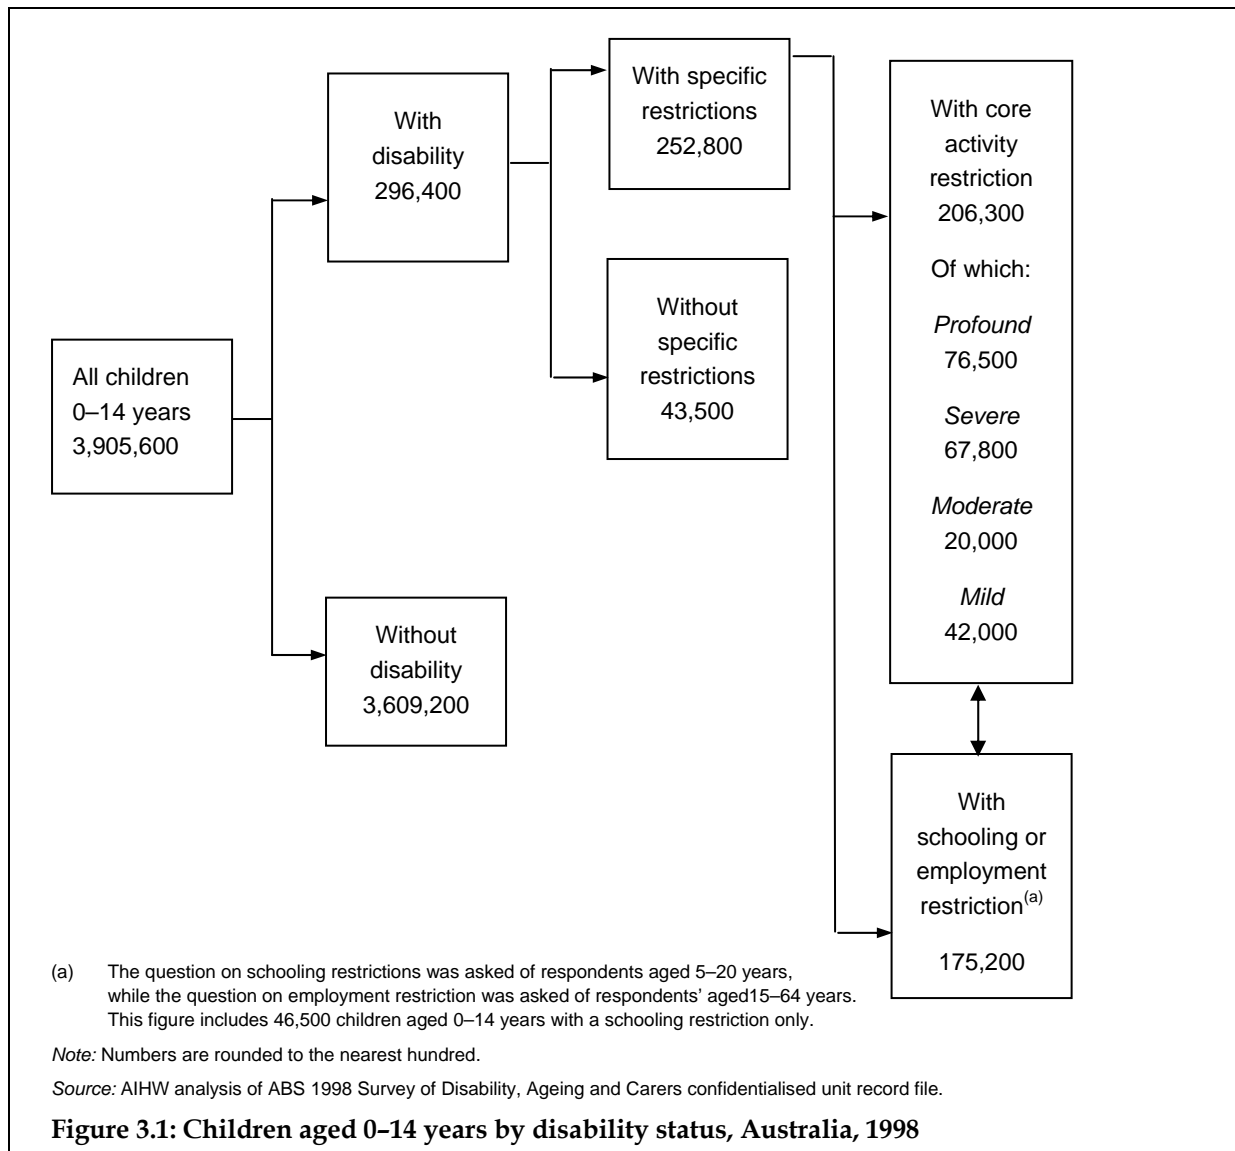 All children
0–14 years
3,905,600
With
disability
296,400
Without
disability
3,609,200
With specific
restrictions
252,800
Without
specific
restrictions
43,500
With core
activity
restriction
206,300
Of which:
Profound
76,500
Severe
67,800
Moderate
20,000
Mild
42,000
With
schooling or
employment
restriction(a)
175,200
(a) The question on schooling restrictions was asked of respondents aged 5–20 years,
while the question on employment restriction was asked of respondents’ aged15–64 years.
This figure includes 46,500 children aged 0–14 years with a schooling restriction only.
Note: Numbers are rounded to the nearest hundred.
Source: AIHW analysis of ABS 1998 Survey of Disability, Ageing and Carers confidentialised unit record file.
Figure 3.1: Children aged 0–14 years by disability status, Australia, 1998